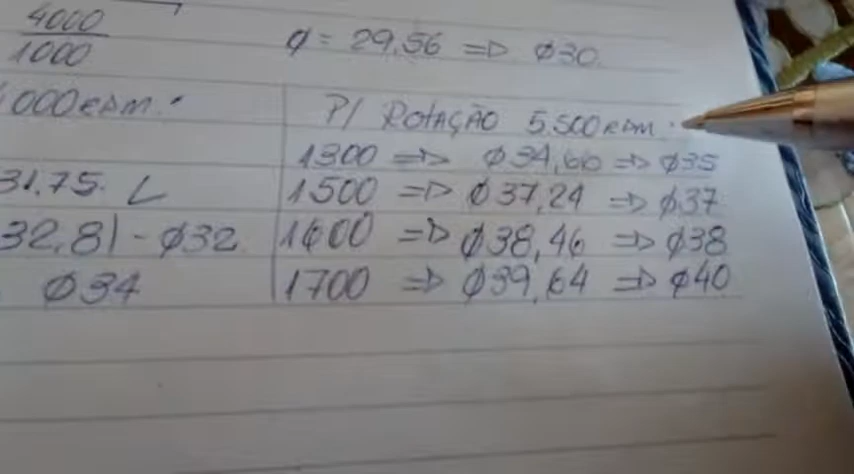 4000
1000
φ = 29,56 => φ30
000RPM.
P/ ROTAÇÃO 5.500RPM.
1300 => φ34,60 => φ35
31,75. L
1500 => φ37,24 => φ37
32,81 - φ32
1600 => φ38,46 => φ38
φ34
1700 => φ39,64 => φ40